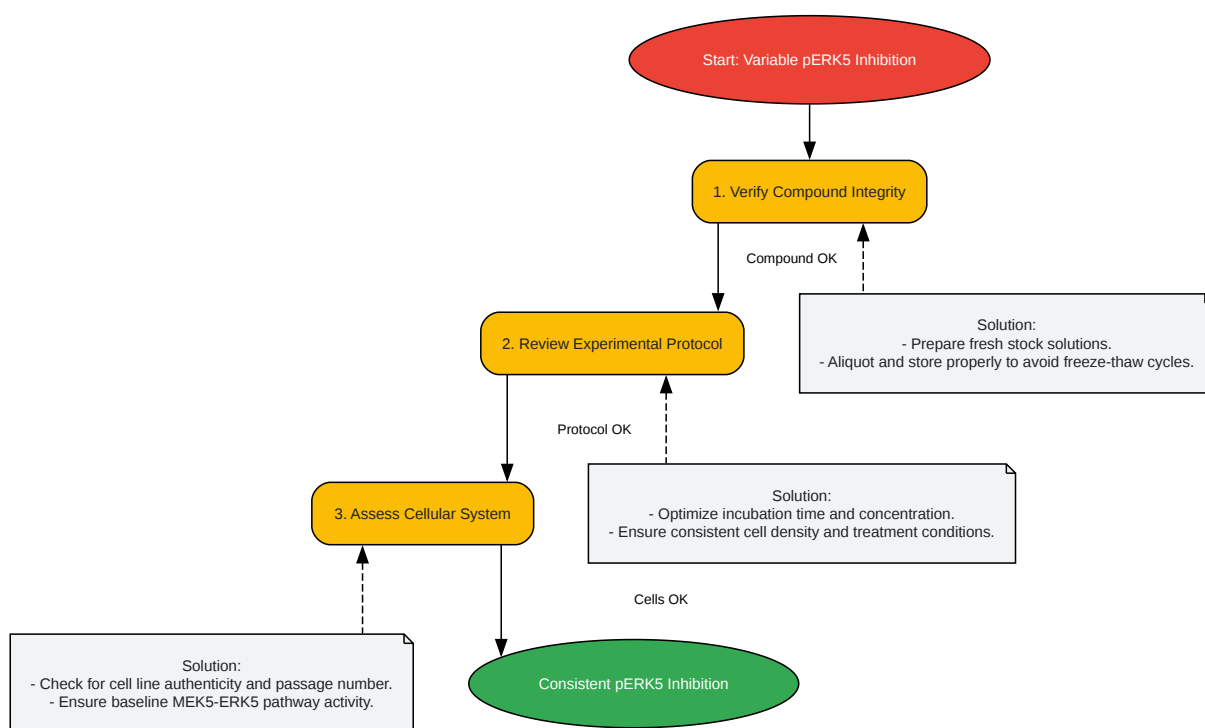 Start: Variable pERK5 Inhibition
1. Verify Compound Integrity
Compound OK
Solution:
- Prepare fresh stock solutions.
- Aliquot and store properly to avoid freeze-thaw cycles.
2. Review Experimental Protocol
Protocol OK
Solution:
- Optimize incubation time and concentration.
- Ensure consistent cell density and treatment conditions.
3. Assess Cellular System
Cells OK
Solution:
- Check for cell line authenticity and passage number.
- Ensure baseline MEK5-ERK5 pathway activity.
Consistent pERK5 Inhibition